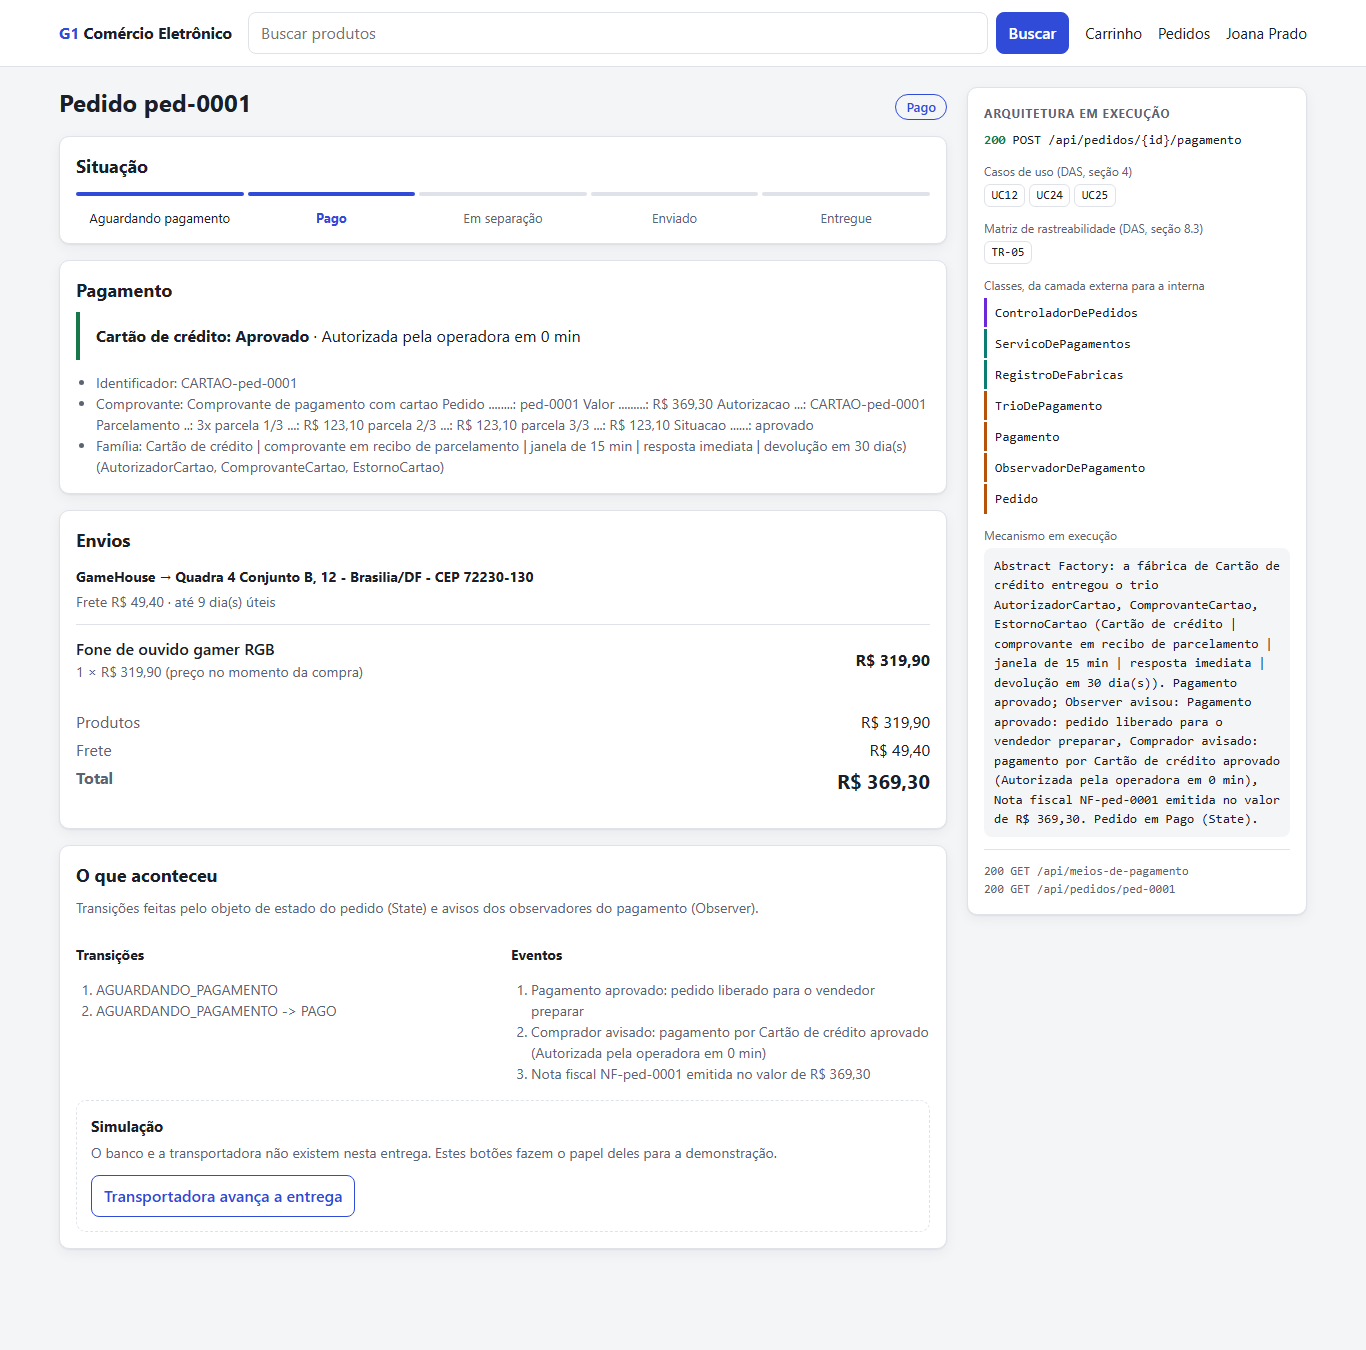 G1 Comércio Eletrônico
Buscar produtos
Buscar
Carrinho
Pedidos
Joana Prado
Pedido ped-0001
Pago
Situação
Aguardando pagamento
Pago
Em separação
Enviado
Entregue
Pagamento
Cartão de crédito: Aprovado · Autorizada pela operadora em 0 min
Identificador: CARTAO-ped-0001
Comprovante: Comprovante de pagamento com cartao Pedido ........: ped-0001 Valor .........: R$ 369,30 Autorizacao ...: CARTAO-ped-0001
Parcelamento ..: 3x parcela 1/3 ...: R$ 123,10 parcela 2/3 ...: R$ 123,10 parcela 3/3 ...: R$ 123,10 Situacao ......: aprovado
Família: Cartão de crédito | comprovante em recibo de parcelamento | janela de 15 min | resposta imediata | devolução em 30 dia(s)
(AutorizadorCartao, ComprovanteCartao, EstornoCartao)
Envios
GameHouse → Quadra 4 Conjunto B, 12 - Brasilia/DF - CEP 72230-130
Frete R$ 49,40 · até 9 dia(s) úteis
Fone de ouvido gamer RGB
1 × R$ 319,90 (preço no momento da compra)
R$ 319,90
Produtos
R$ 319,90
Frete
R$ 49,40
Total
R$ 369,30
O que aconteceu
Transições feitas pelo objeto de estado do pedido (State) e avisos dos observadores do pagamento (Observer).
Transições
1. AGUARDANDO_PAGAMENTO
2. AGUARDANDO_PAGAMENTO -> PAGO
Eventos
1. Pagamento aprovado: pedido liberado para o vendedor
preparar
2. Comprador avisado: pagamento por Cartão de crédito aprovado
(Autorizada pela operadora em 0 min)
3. Nota fiscal NF-ped-0001 emitida no valor de R$ 369,30
Simulação
O banco e a transportadora não existem nesta entrega. Estes botões fazem o papel deles para a demonstração.
Transportadora avança a entrega
ARQUITETURA EM EXECUÇÃO
200 POST /api/pedidos/{id}/pagamento
Casos de uso (DAS, seção 4)
UC12
UC24
UC25
Matriz de rastreabilidade (DAS, seção 8.3)
TR-05
Classes, da camada externa para a interna
ControladorDePedidos
ServicoDePagamentos
RegistroDeFabricas
TrioDePagamento
Pagamento
ObservadorDePagamento
Pedido
Mecanismo em execução
Abstract Factory: a fábrica de Cartão de
crédito entregou o trio
AutorizadorCartao, ComprovanteCartao,
EstornoCartao (Cartão de crédito |
comprovante em recibo de parcelamento |
janela de 15 min | resposta imediata |
devolução em 30 dia(s)). Pagamento
aprovado; Observer avisou: Pagamento
aprovado: pedido liberado para o
vendedor preparar, Comprador avisado:
pagamento por Cartão de crédito aprovado
(Autorizada pela operadora em 0 min),
Nota fiscal NF-ped-0001 emitida no valor
de R$ 369,30. Pedido em Pago (State).
200 GET /api/meios-de-pagamento
200 GET /api/pedidos/ped-0001